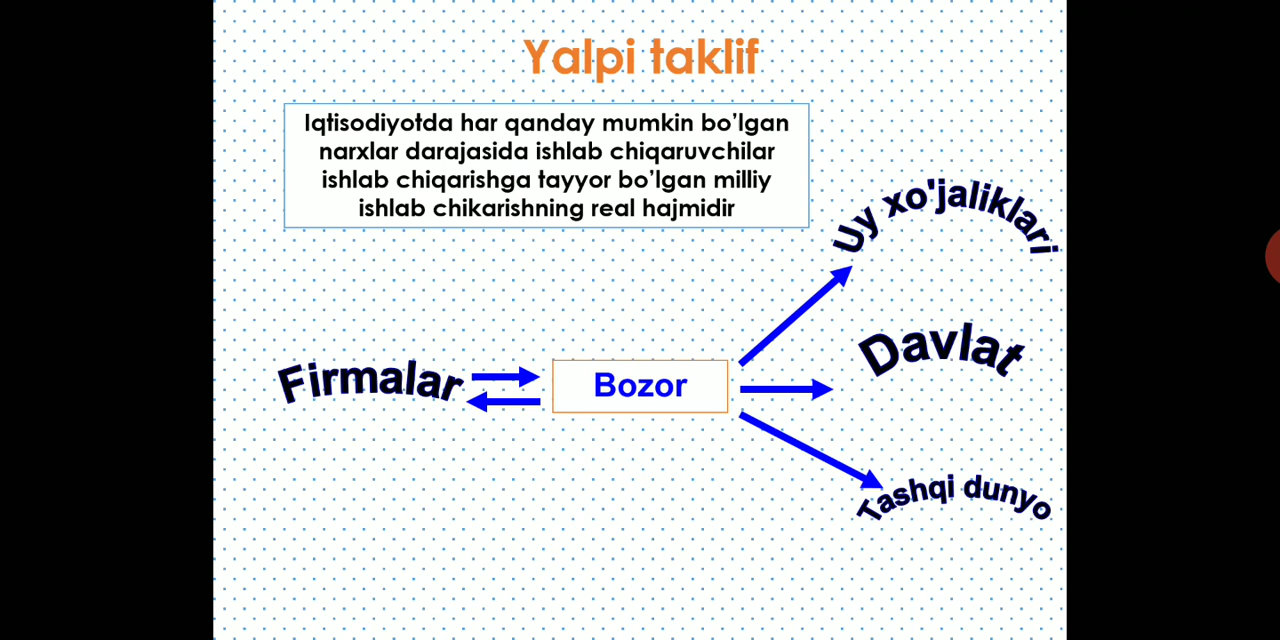 Yalpi taklif
Iqtisodiyotda har qanday mumkin bo’lgan
narxlar darajasida ishlab chiqaruvchilar
ishlab chiqarishga tayyor bo’lgan milliy
ishlab chikarishning real hajmidir
Uy xo'jaliklari
Davlat
Firmalar
Bozor
Tashqi dunyo